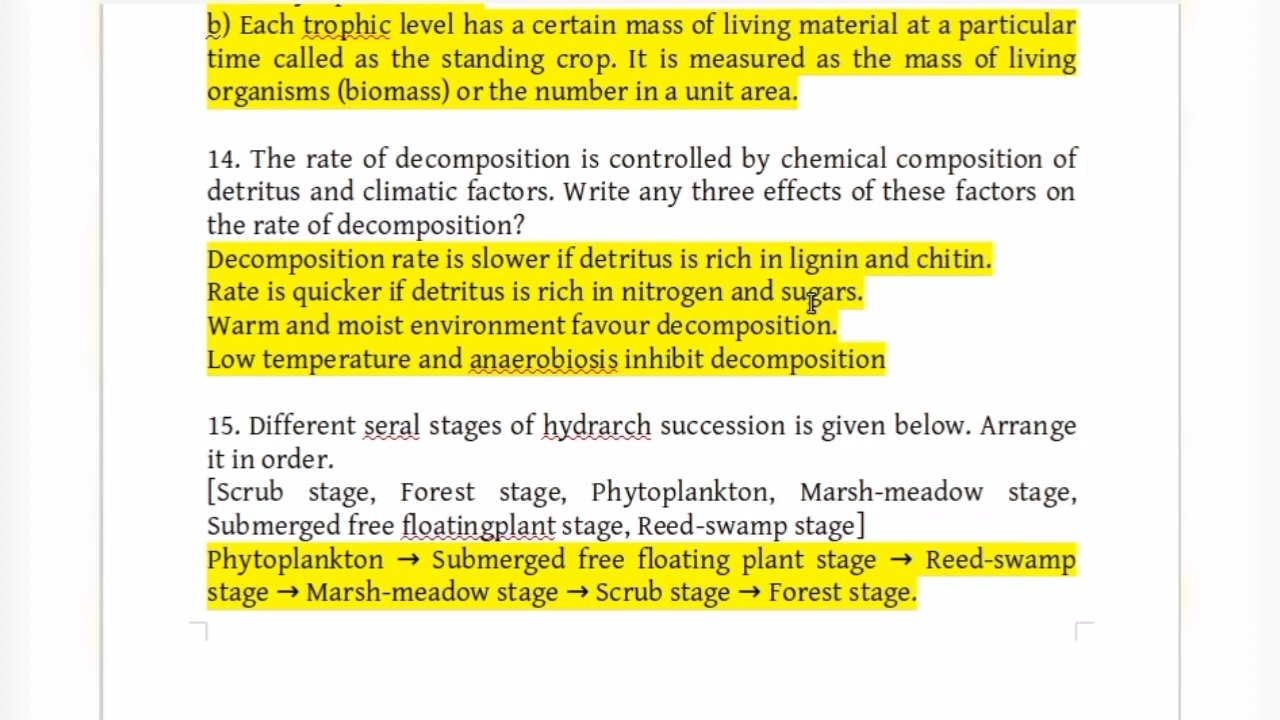 b) Each trophic level has a certain mass of living material at a particular
time called as the standing crop. It is measured as the mass of living
organisms (biomass) or the number in a unit area.
14. The rate of decomposition is controlled by chemical composition of
detritus and climatic factors. Write any three effects of these factors on
the rate of decomposition?
Decomposition rate is slower if detritus is rich in lignin and chitin.
Rate is quicker if detritus is rich in nitrogen and sugars.
Warm and moist environment favour decomposition.
Low temperature and anaerobiosis inhibit decomposition
15. Different seral stages of hydrarch succession is given below. Arrange
it in order.
[Scrub stage, Forest stage, Phytoplankton, Marsh-meadow stage,
Submerged free floatingplant stage, Reed-swamp stage]
Phytoplankton → Submerged free floating plant stage → Reed-swamp
stage → Marsh-meadow stage → Scrub stage → Forest stage.